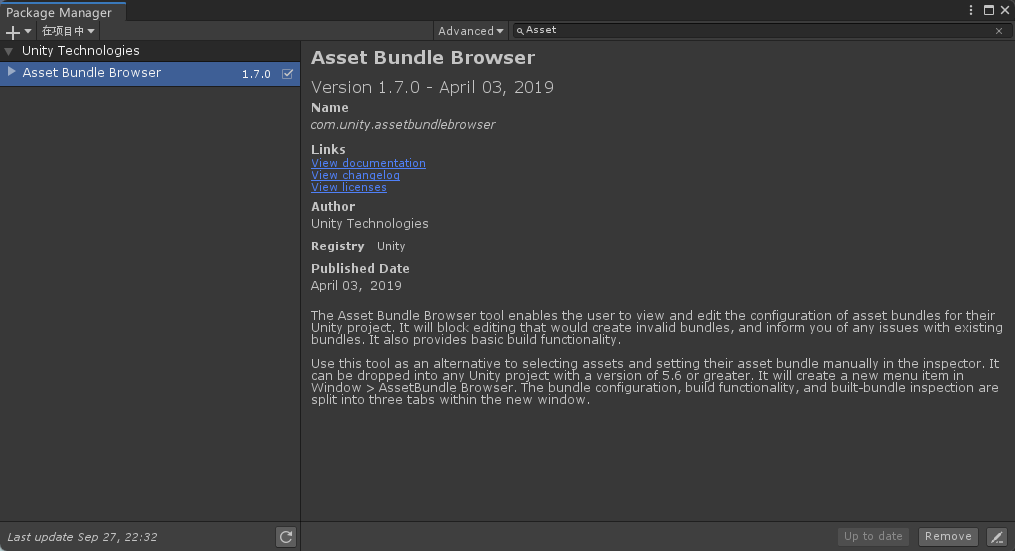 Package Manager
在项目中
Advanced
Asset
Unity Technologies
Asset Bundle Browser 1.7.0
Asset Bundle Browser
Version 1.7.0 - April 03, 2019
Name
com.unity.assetbundlebrowser
Links
View documentation
View changelog
View licenses
Author
Unity Technologies
Registry Unity
Published Date
April 03, 2019
The Asset Bundle Browser tool enables the user to view and edit the configuration of asset bundles for their
Unity project. It will block editing that would create invalid bundles, and inform you of any issues with existing
bundles. It also provides basic build functionality.
Use this tool as an alternative to selecting assets and setting their asset bundle manually in the inspector. It
can be dropped into any Unity project with a version of 5.6 or greater. It will create a new menu item in
Window > AssetBundle Browser. The bundle configuration, build functionality, and built-bundle inspection are
split into three tabs within the new window.
Last update Sep 27, 22:32
Up to date
Remove